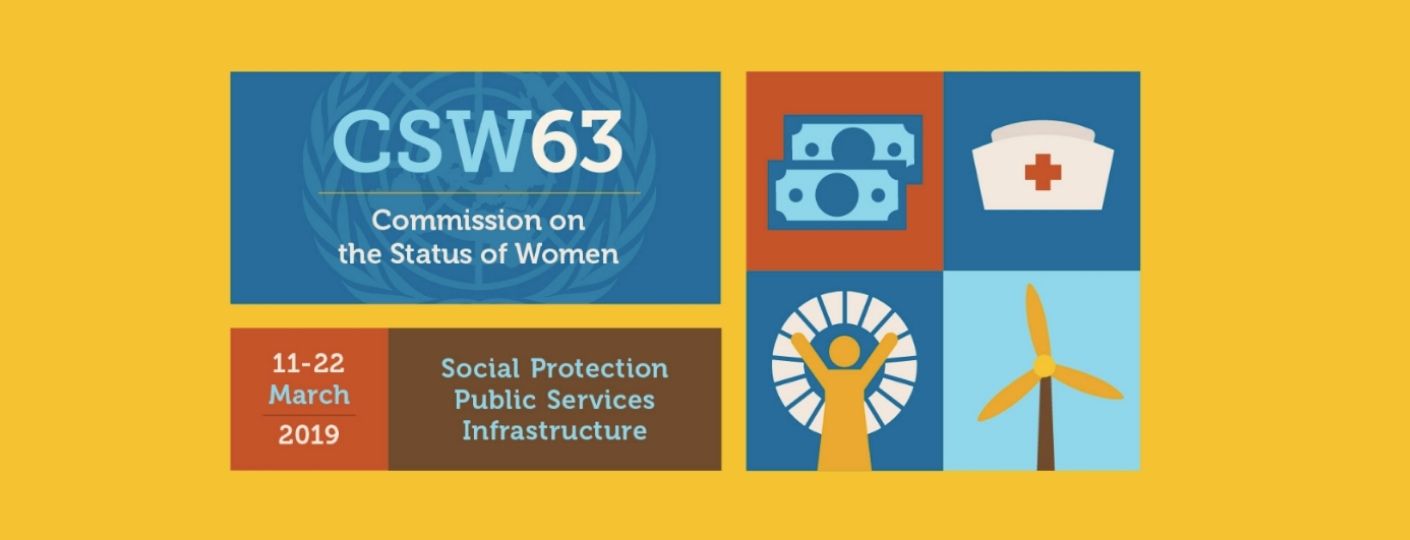 CSW63
Commission on
the Status of Women
11-22
March
2019
Social Protection
Public Services
Infrastructure